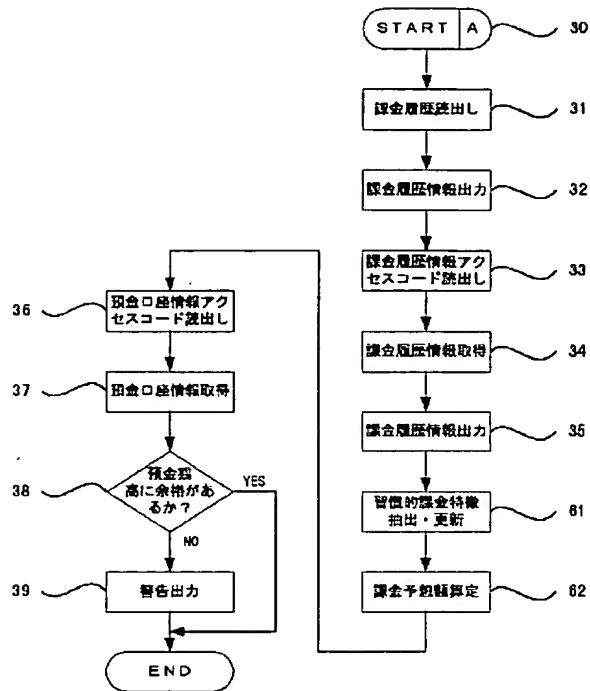 START A
30
課金履歴読出し
31
課金履歴情報出力
32
課金履歴情報アク
セスコード読出し
33
課金履歴情報取得
34
課金履歴情報出力
35
習慣的課金特徴
抽出・更新
61
課金予想額算定
62
預金口座情報アク
セスコード読出し
36
預金口座情報取得
37
預金残
高に余裕があ
るか？
38
YES
NO
警告出力
39
END